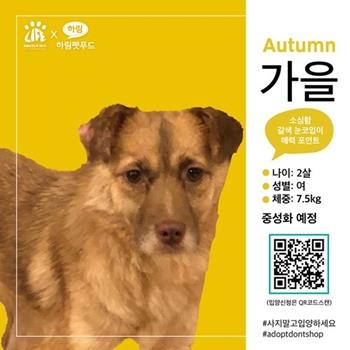 LIFE
X
하림
하림펫푸드
Autumn
가을
소심함
갈색 눈코입이
매력 포인트
● 나이: 2살
● 성별: 여
● 체중: 7.5kg
중성화 예정
(입양신청은 QR코드스캔)
#사지말고입양하세요
#adoptdontshop